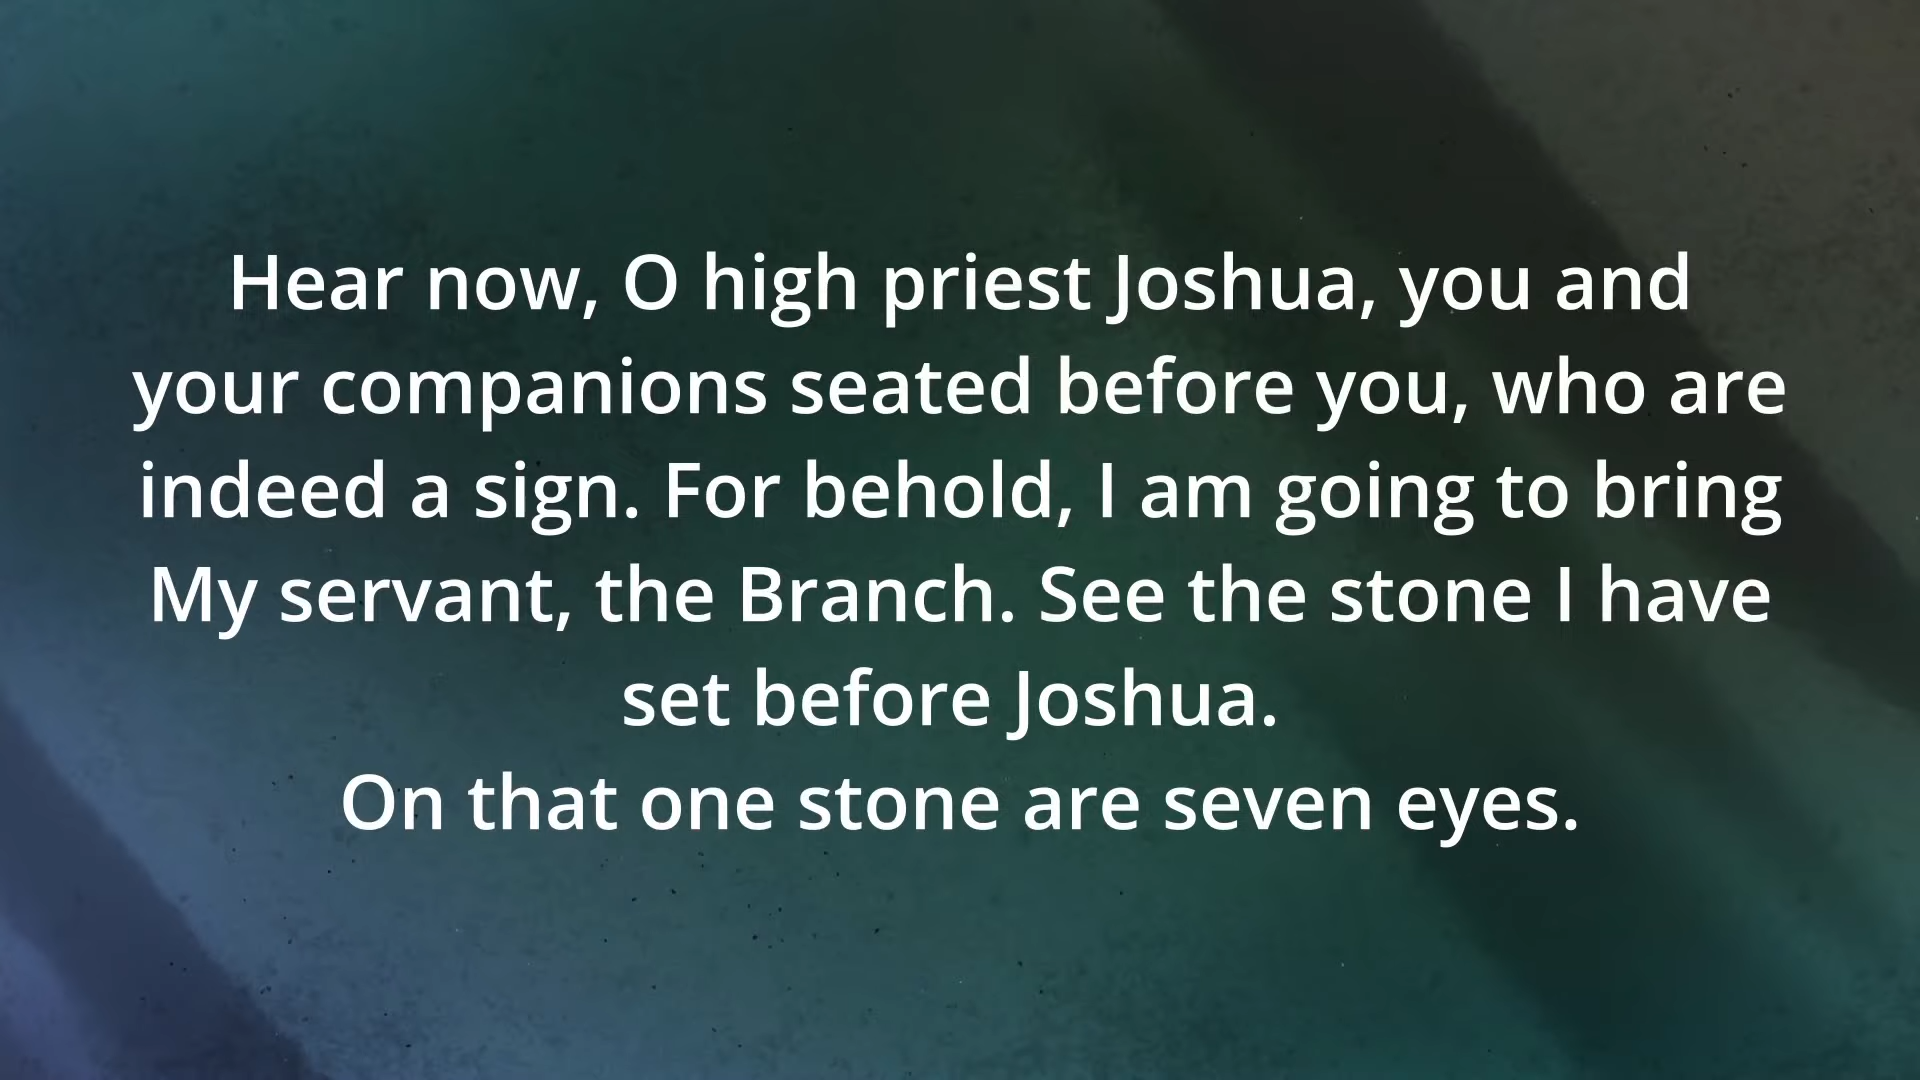 Hear now, O high priest Joshua, you and
your companions seated before you, who are
indeed a sign. For behold, I am going to bring
My servant, the Branch. See the stone I have
set before Joshua.
On that one stone are seven eyes.